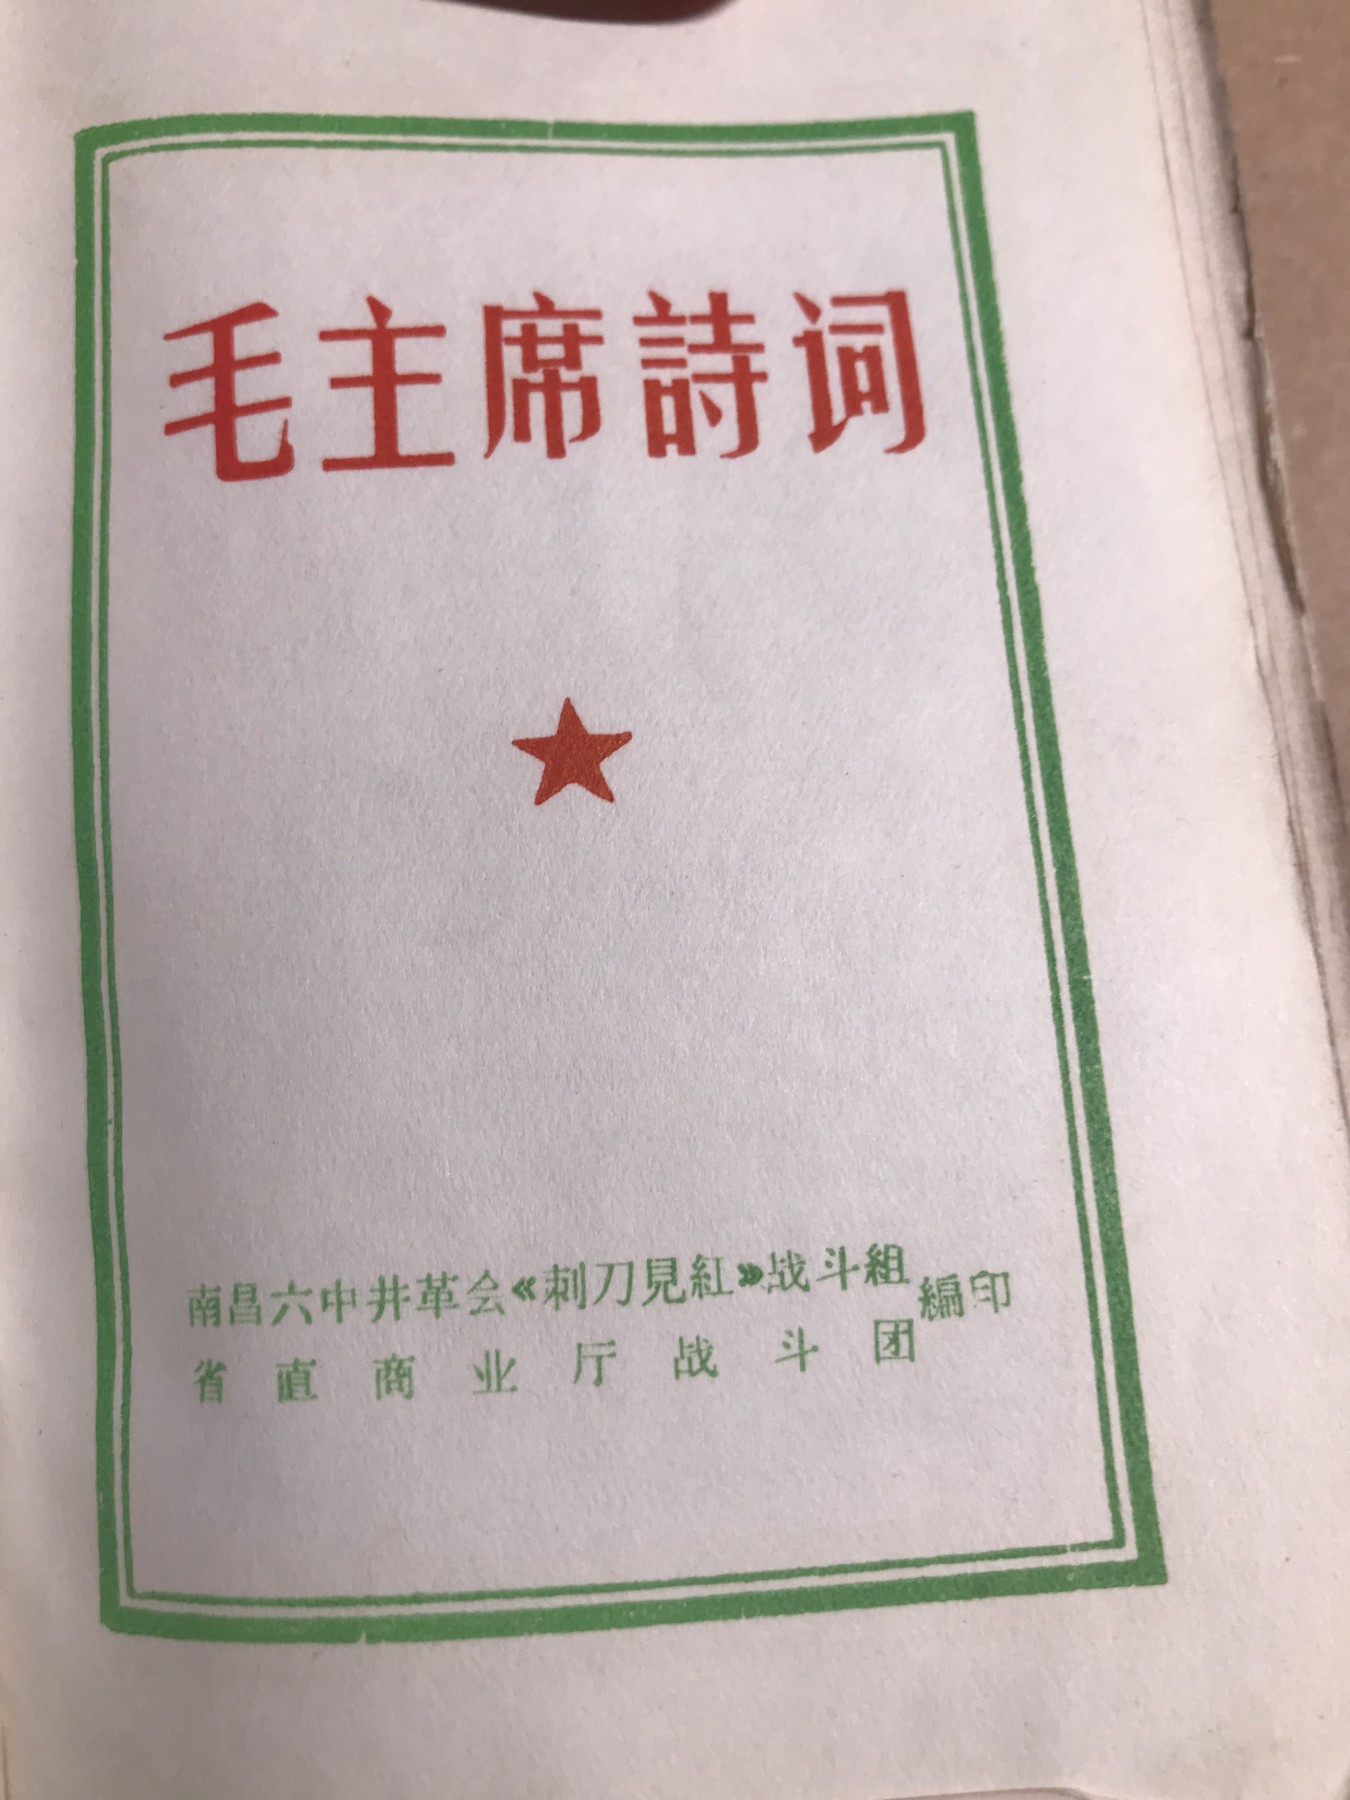 毛主席詩词
南昌六中井革会《刺刀見紅》战斗組
省直商业厅战斗团
編印